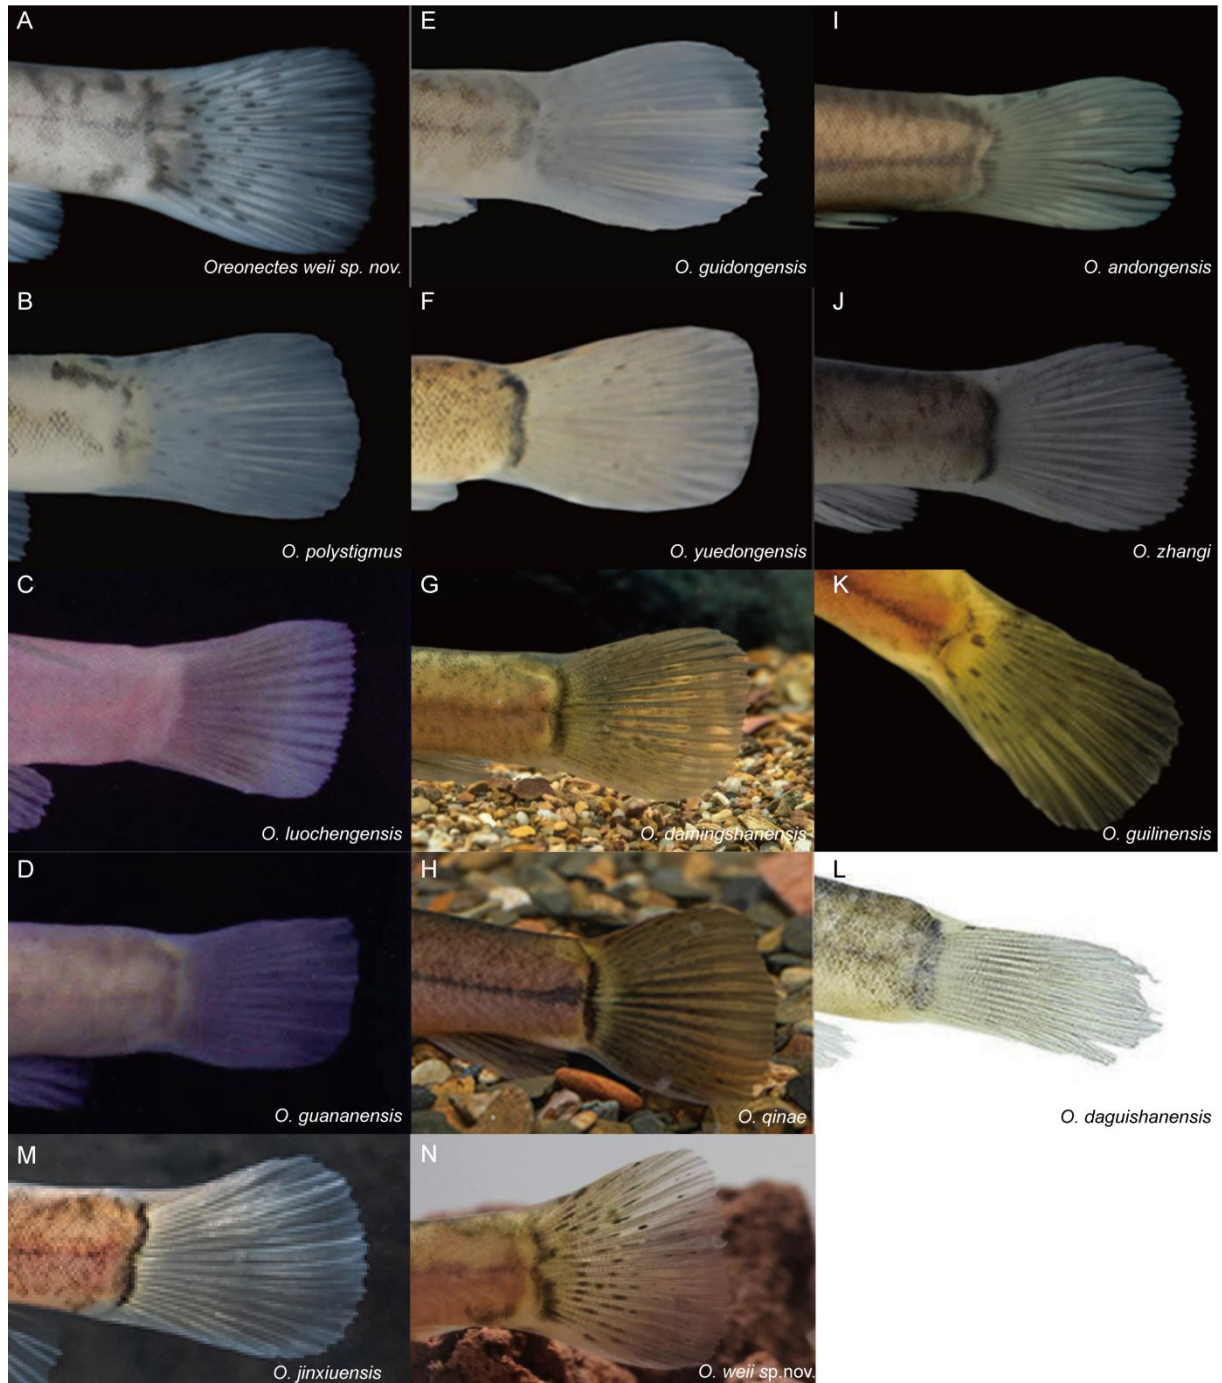 A
E
I
Oreonectes weii sp. nov.
O. guidongensis
O. andongensis
B
F
J
O. polystigmus
O. yuedongensis
O. zhangi
C
G
K
O. luochengensis
O. damingshanensis
O. guilinensis
D
H
L
O. guananensis
O. qinae
O. daguishanensis
M
N
O. jinxiuensis
O. weii sp.nov.